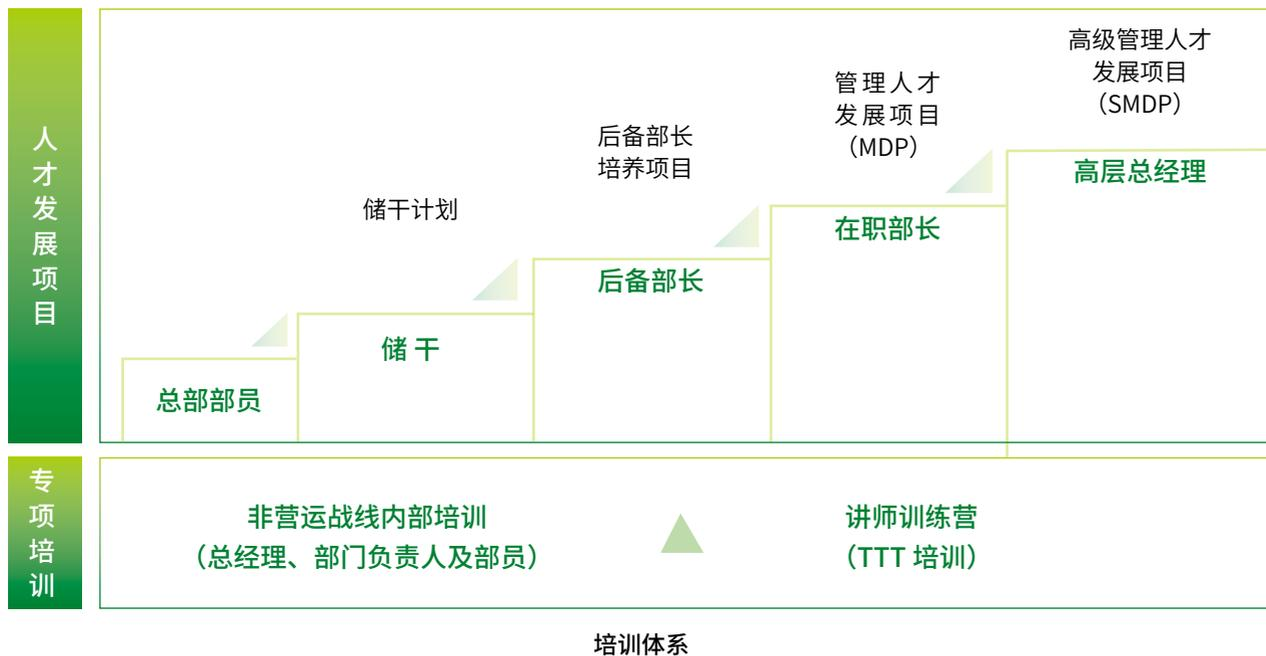 人才发展项目
高级管理人才
发展项目
（SMDP）
管理人才
发展项目
（MDP）
后备部长
培养项目
储干计划
高层总经理
在职部长
后备部长
储 干
总部部员
专项培训
非营运战线内部培训
（总经理、部门负责人及部员）
讲师训练营
（TTT 培训）
培训体系